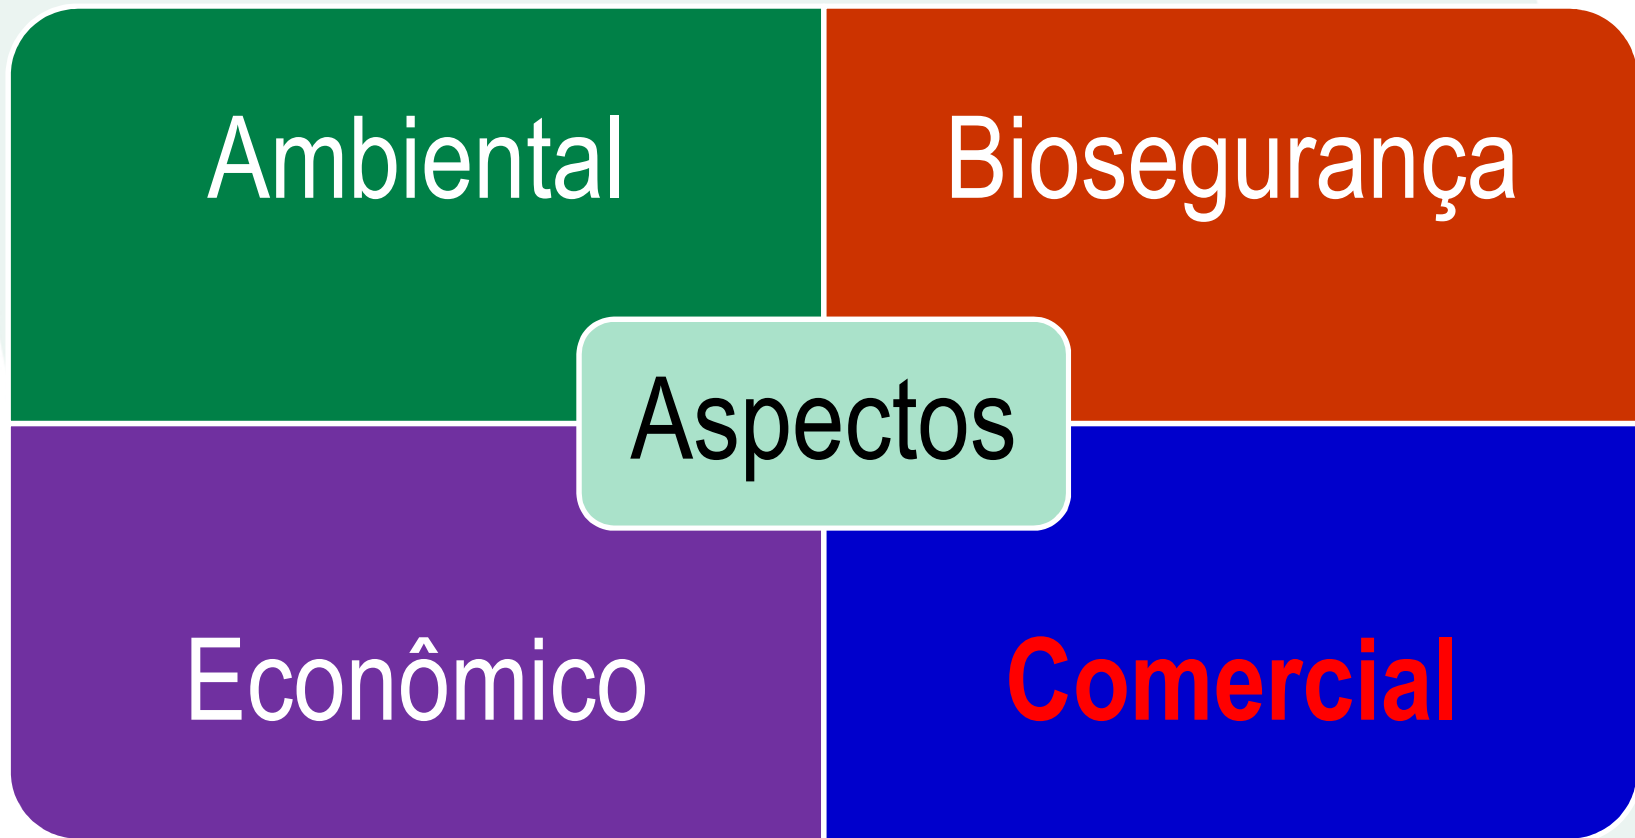 Ambiental
Biosegurança
Aspectos
Econômico
Comercial